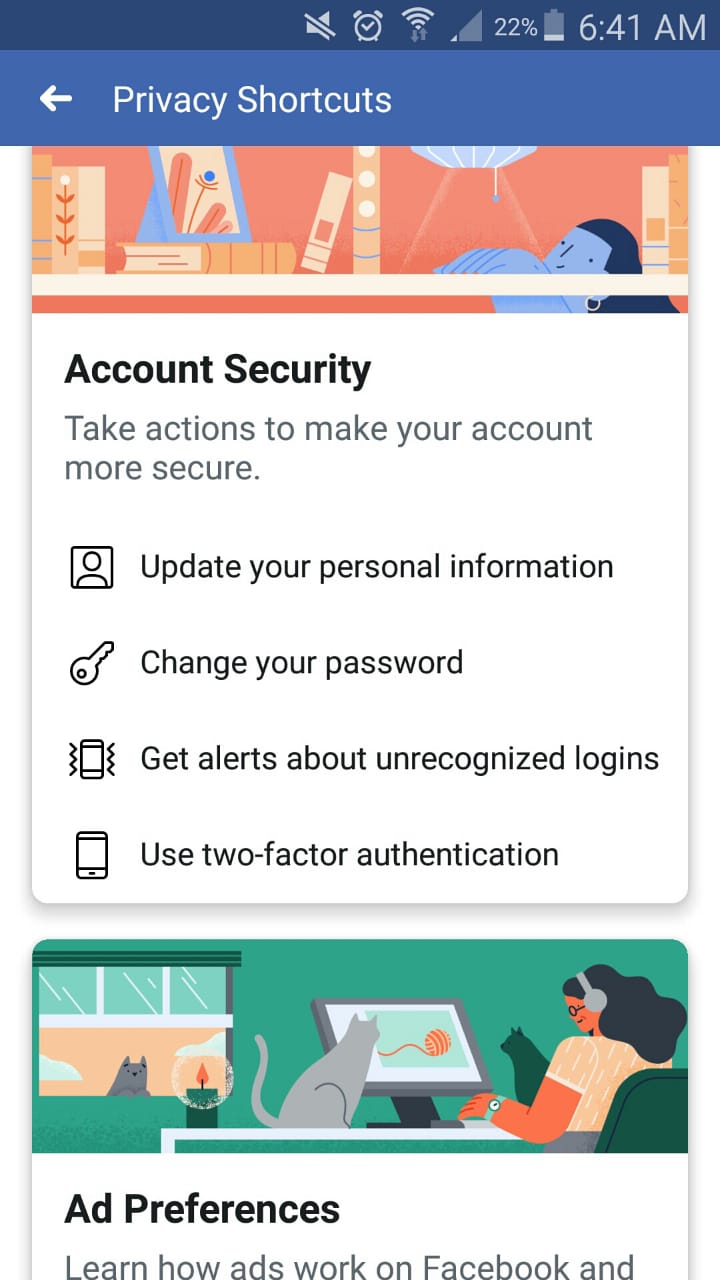 22% 6:41 AM
Privacy Shortcuts
Account Security
Take actions to make your account
more secure.
Update your personal information
Change your password
Get alerts about unrecognized logins
Use two-factor authentication
Ad Preferences
Learn how ads work on Facebook and